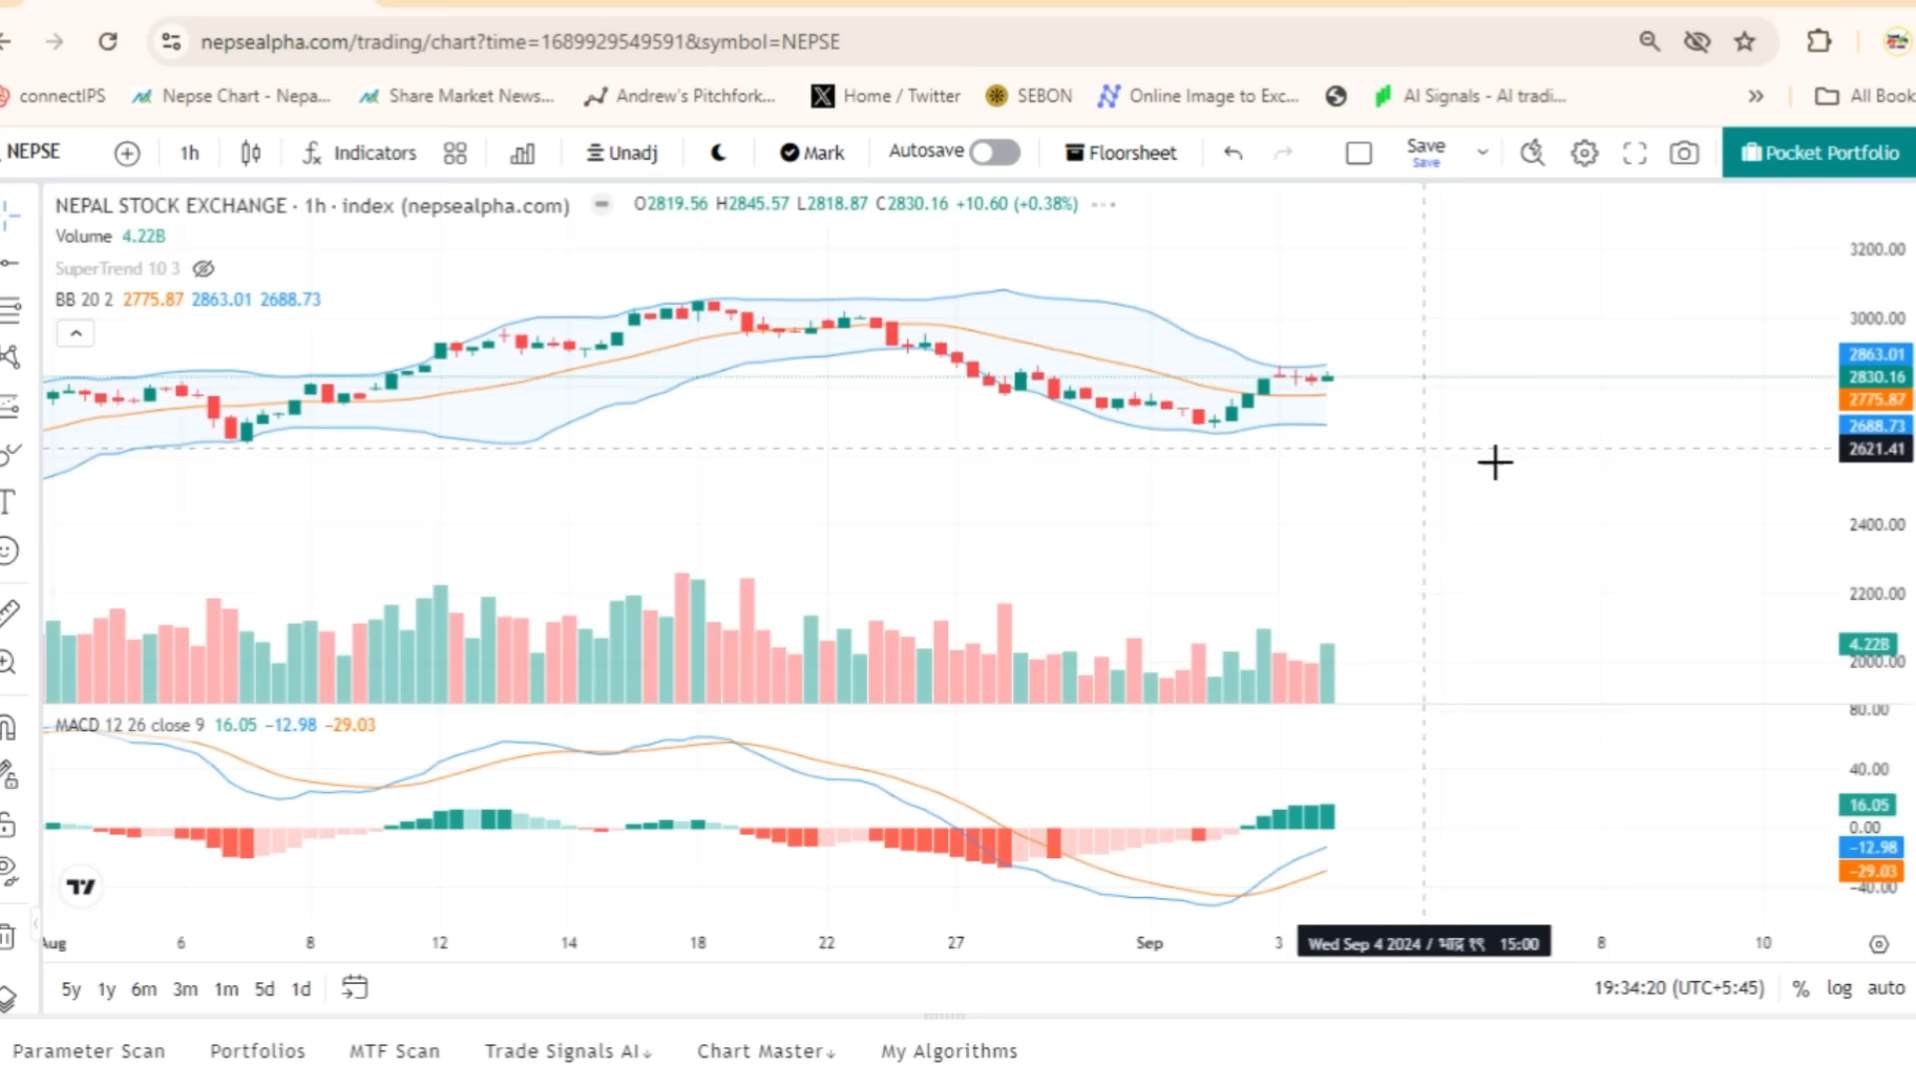 nepsealpha.com/trading/chart?time=1689929549591&symbol=NEPSE
connectIPS Nepse Chart - Nepa... Share Market News... Andrew's Pitchfork... Home / Twitter SEBON Online Image to Exc... AI Signals - AI tradi... » All Book
NEPSE 1h Indicators Unadj Mark Autosave Floorsheet Save Pocket Portfolio
Save
NEPAL STOCK EXCHANGE · 1h · index (nepsealpha.com) O2819.56 H2845.57 L2818.87 C2830.16 +10.60 (+0.38%)
Volume 4.22B
SuperTrend 10 3
BB 20 2 2775.87 2863.01 2688.73
3200.00
3000.00
2863.01
2830.16
2775.87
2688.73
2621.41
2400.00
2200.00
4.22B
2000.00
MACD 12 26 close 9 16.05 −12.98 −29.03
80.00
40.00
16.05
0.00
−12.98
−29.03
−40.00
Aug 6 8 12 14 18 22 27 Sep 3 Wed Sep 4 2024 / भाद्र १९ 15:00 8 10
5y 1y 6m 3m 1m 5d 1d 19:34:20 (UTC+5:45) % log auto
Parameter Scan Portfolios MTF Scan Trade Signals AI↓ Chart Master↓ My Algorithms